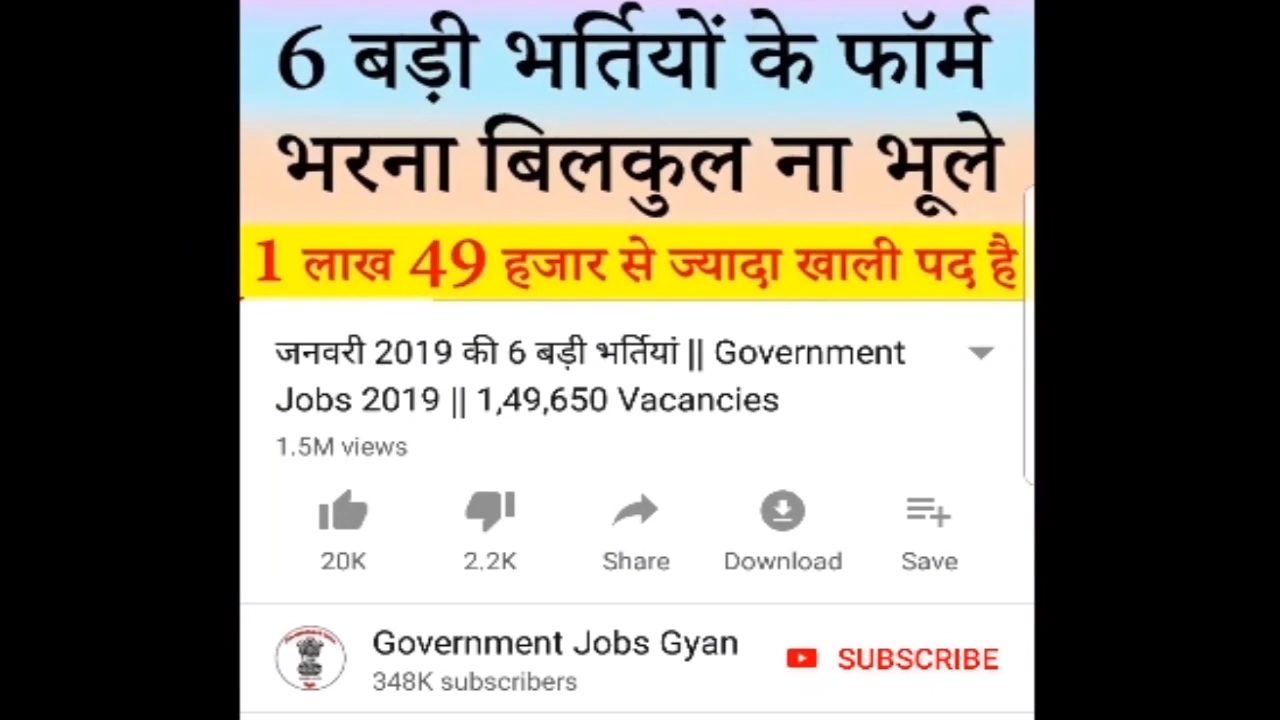 6 बड़ी भर्तियों के फॉर्म
भरना बिलकुल ना भूले
1 लाख 49 हजार से ज्यादा खाली पद है
जनवरी 2019 की 6 बड़ी भर्तियां || Government
Jobs 2019 || 1,49,650 Vacancies
1.5M views
20K 2.2K Share Download Save
Government Jobs Gyan
348K subscribers
SUBSCRIBE